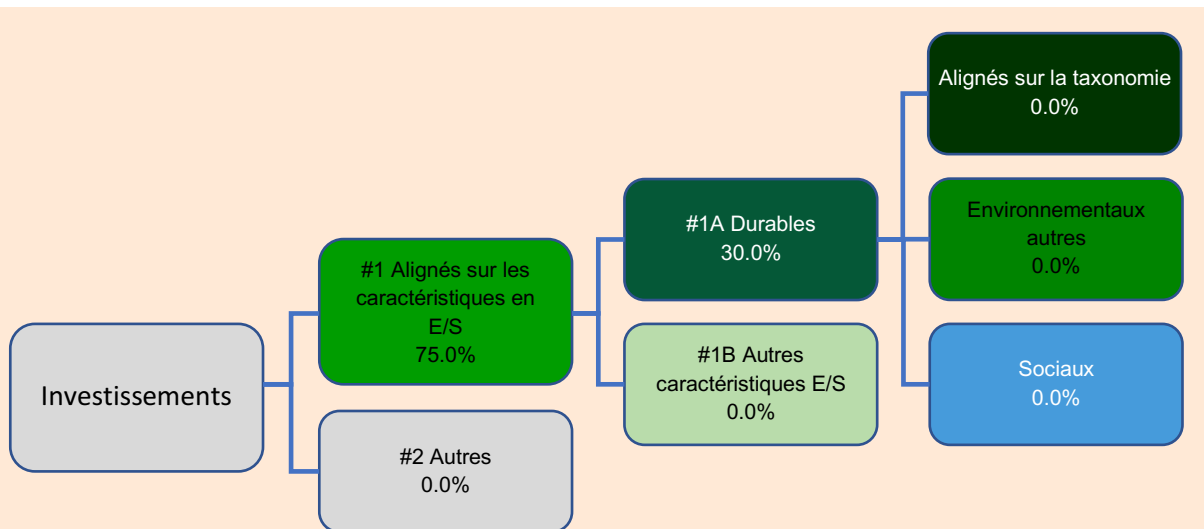 Investissements
#1 Alignés sur les
caractéristiques en
E/S
75.0%
#2 Autres
0.0%
#1A Durables
30.0%
#1B Autres
caractéristiques E/S
0.0%
Alignés sur la taxonomie
0.0%
Environnementaux
autres
0.0%
Sociaux
0.0%